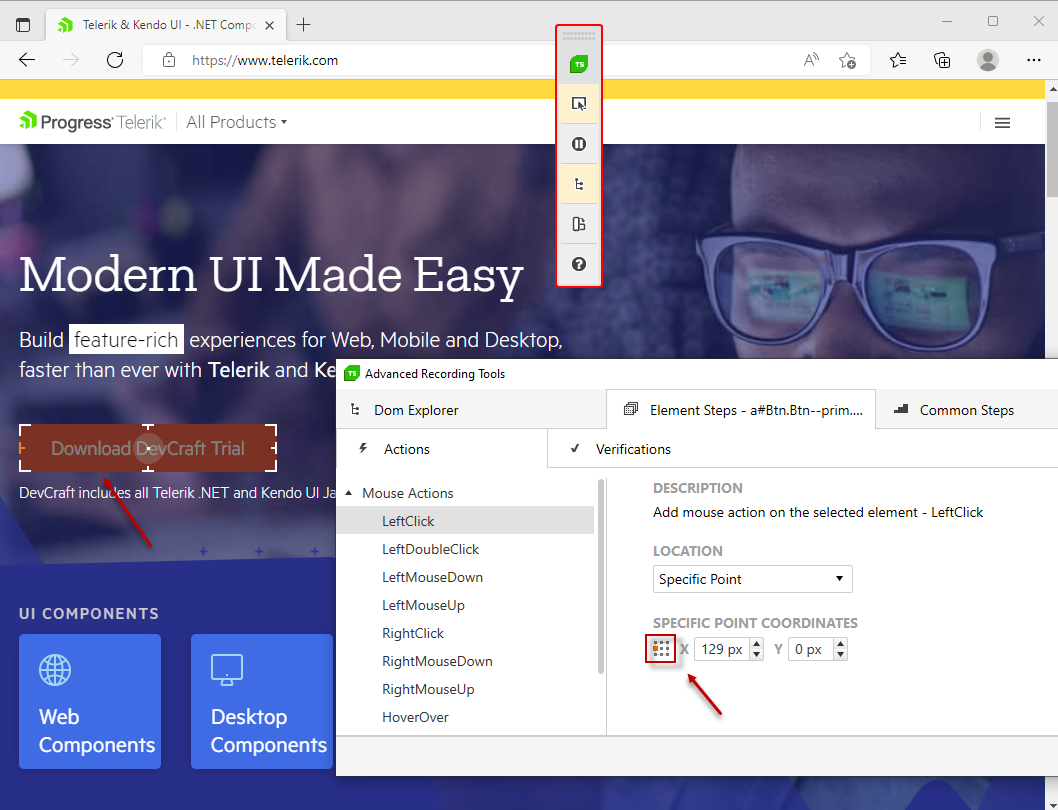 Telerik & Kendo UI - .NET Compo
https://www.telerik.com
TS
Progress Telerik All Products
Modern UI Made Easy
Build feature-rich experiences for Web, Mobile and Desktop,
faster than ever with Telerik and Ke
Download DevCraft Trial
DevCraft includes all Telerik .NET and Kendo UI Ja
UI COMPONENTS
Web
Components
Desktop
Components
TS Advanced Recording Tools
Dom Explorer
Element Steps - a#Btn.Btn--prim....
Common Steps
Actions
Verifications
Mouse Actions
LeftClick
LeftDoubleClick
LeftMouseDown
LeftMouseUp
RightClick
RightMouseDown
RightMouseUp
HoverOver
DESCRIPTION
Add mouse action on the selected element - LeftClick
LOCATION
Specific Point
SPECIFIC POINT COORDINATES
X 129 px Y 0 px